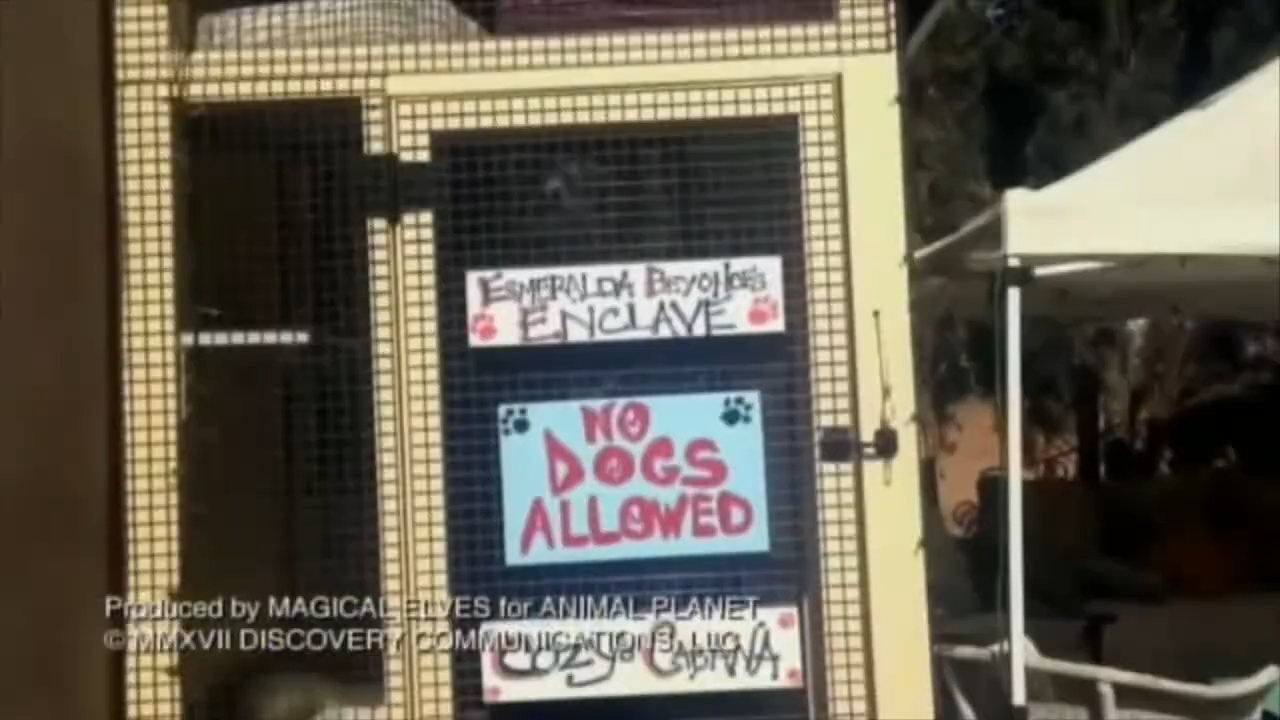 ESMERALDA BEYONCE'S
ENCLAVE
NO
DOGS
ALLOWED
Produced by MAGICAL ELVES for ANIMAL PLANET
© MMXVII DISCOVERY COMMUNICATIONS, LLC
COZY CABANA